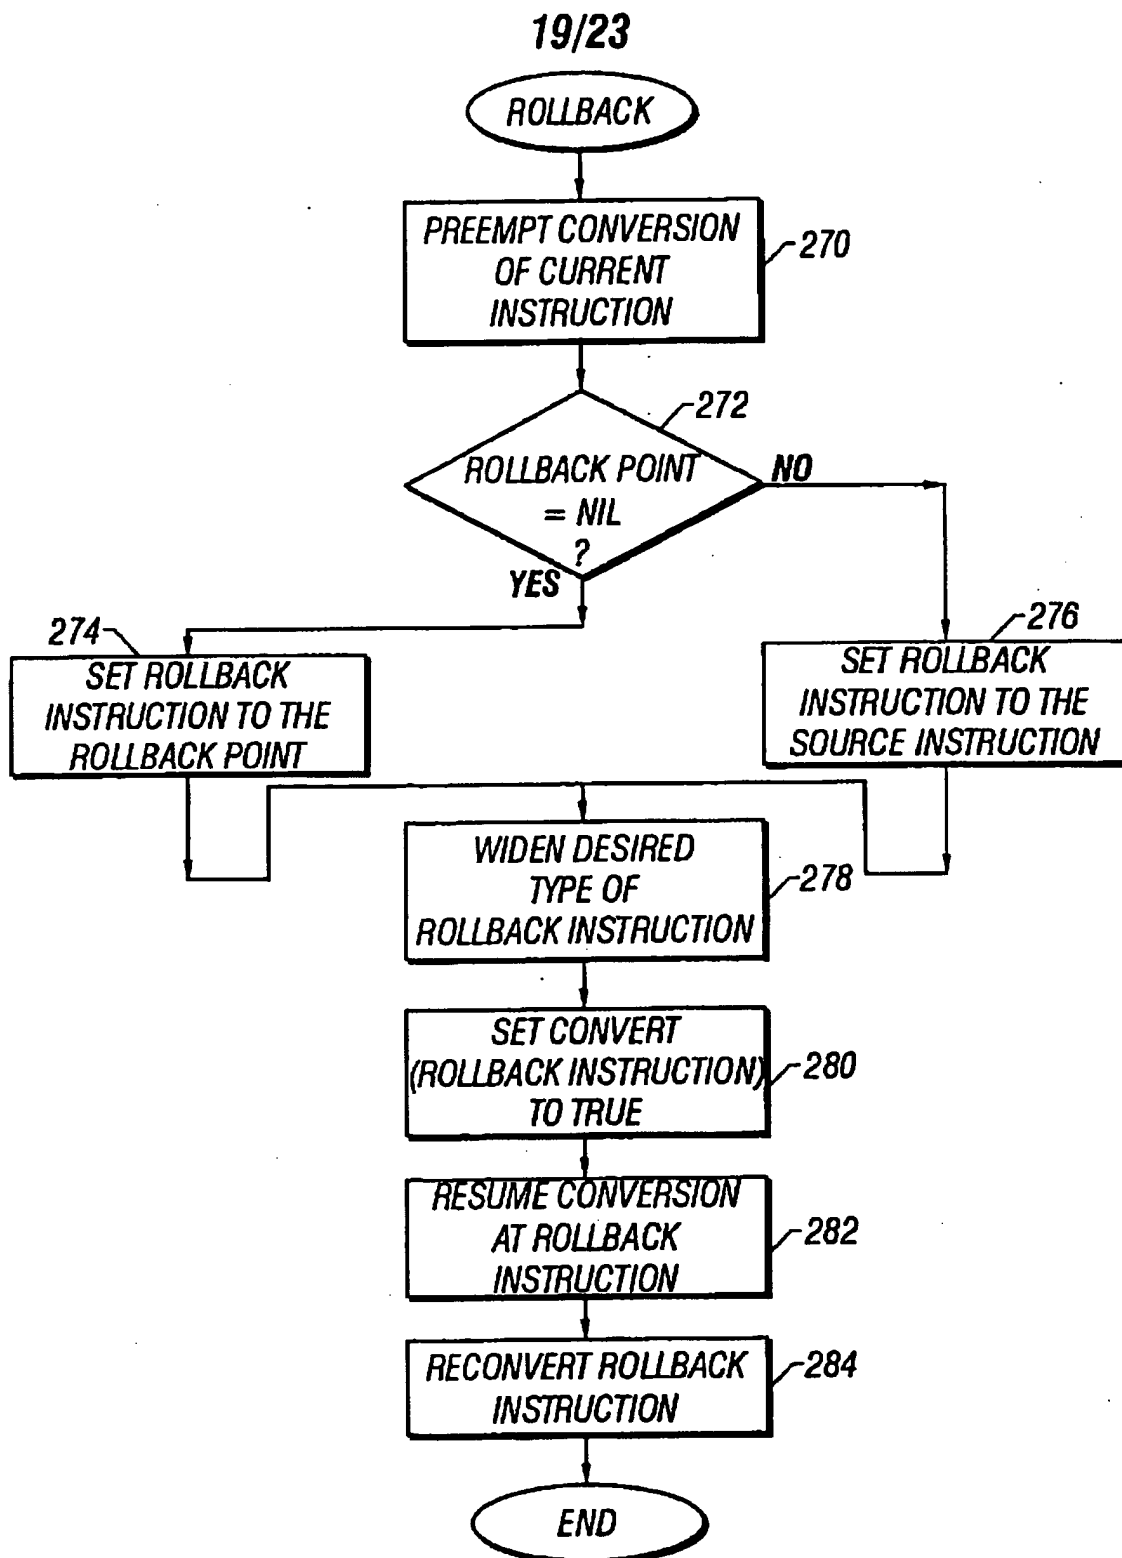 19/23
ROLLBACK
PREEMPT CONVERSION
OF CURRENT
INSTRUCTION
270
272
ROLLBACK POINT
= NIL
?
NO
YES
274
SET ROLLBACK
INSTRUCTION TO THE
ROLLBACK POINT
276
SET ROLLBACK
INSTRUCTION TO THE
SOURCE INSTRUCTION
WIDEN DESIRED
TYPE OF
ROLLBACK INSTRUCTION
278
SET CONVERT
(ROLLBACK INSTRUCTION)
TO TRUE
280
RESUME CONVERSION
AT ROLLBACK
INSTRUCTION
282
RECONVERT ROLLBACK
INSTRUCTION
284
END